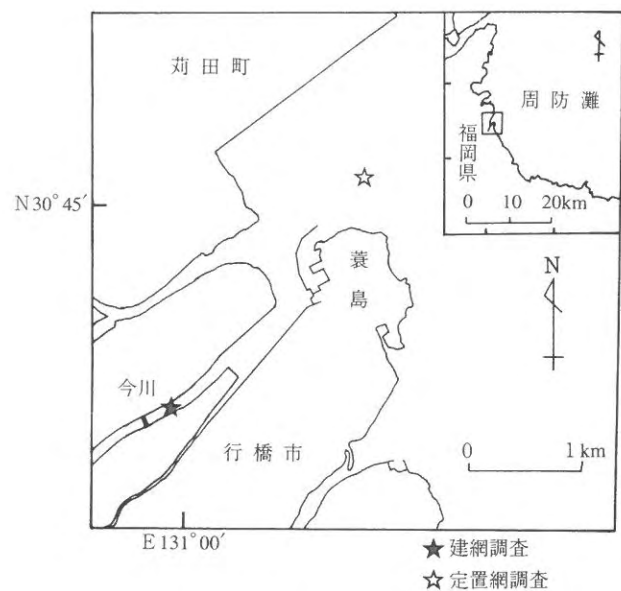 苅田町
周防灘
福岡県
0 10 20km
N30°45′
蓑島
N
今川
行橋市
0 1km
E131°00′
★建網調査
☆定置網調査